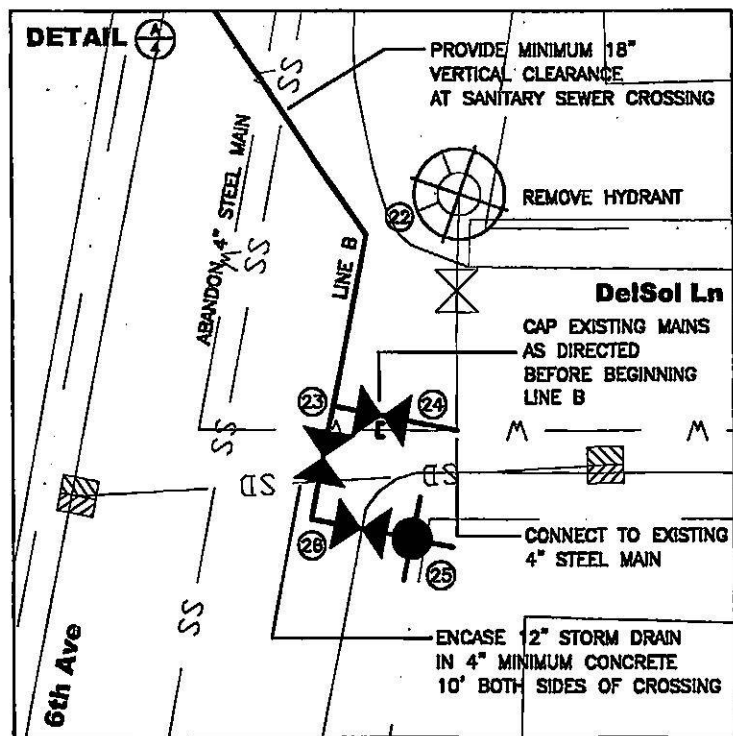 DETAIL A
4
PROVIDE MINIMUM 18"
VERTICAL CLEARANCE
AT SANITARY SEWER CROSSING
SS
ABANDON 4" STEEL MAIN
W
SS
LINE B
22
REMOVE HYDRANT
DelSol Ln
CAP EXISTING MAINS
AS DIRECTED
BEFORE BEGINNING
LINE B
23
24
E
W
W
W
SS
SD
SD
CONNECT TO EXISTING
4" STEEL MAIN
26
25
SS
6th Ave
ENCASE 12" STORM DRAIN
IN 4" MINIMUM CONCRETE
10' BOTH SIDES OF CROSSING